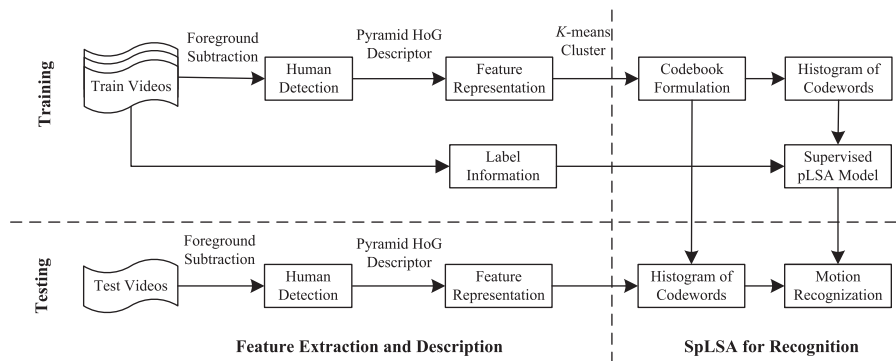 Training
Train Videos
Foreground
Subtraction
Human
Detection
Pyramid HoG
Descriptor
Feature
Representation
K-means
Cluster
Codebook
Formulation
Histogram of
Codewords
Label
Information
Supervised
pLSA Model
Testing
Test Videos
Foreground
Subtraction
Human
Detection
Pyramid HoG
Descriptor
Feature
Representation
Histogram of
Codewords
Motion
Recognization
Feature Extraction and Description
SpLSA for Recognition